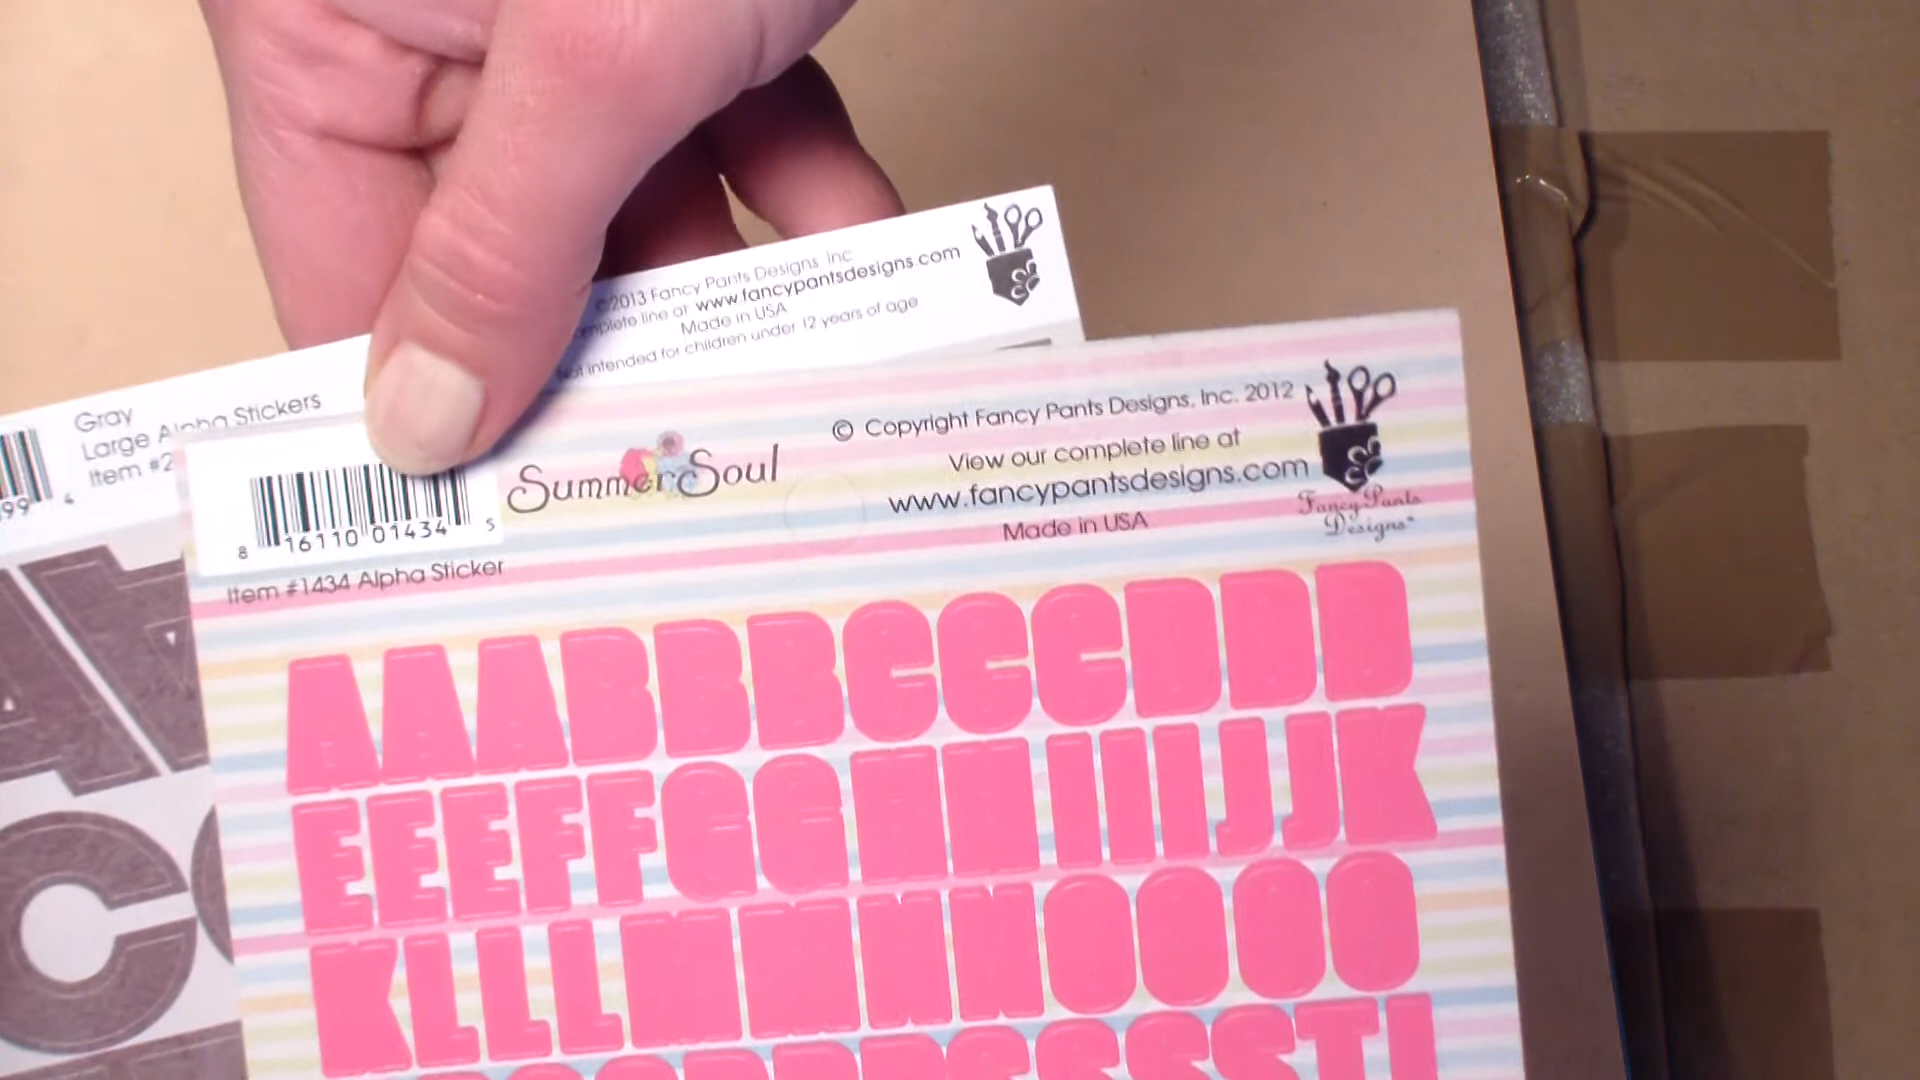 ©2013 Fancy Pants Designs, Inc
complete line at www.fancypantsdesigns.com
Made in USA
Not intended for children under 12 years of age
Gray
Large Alpha Stickers
Item #2
99
4
Summer Soul
8 16110 01434 5
Item #1434 Alpha Sticker
© Copyright Fancy Pants Designs, Inc. 2012
View our complete line at
www.fancypantsdesigns.com
Made in USA
Fancy Pants
Designs
A A
C
AAABBBCCCDDD
EEEEFFGGHHIIIJJK
KLLLMMNNOOOO